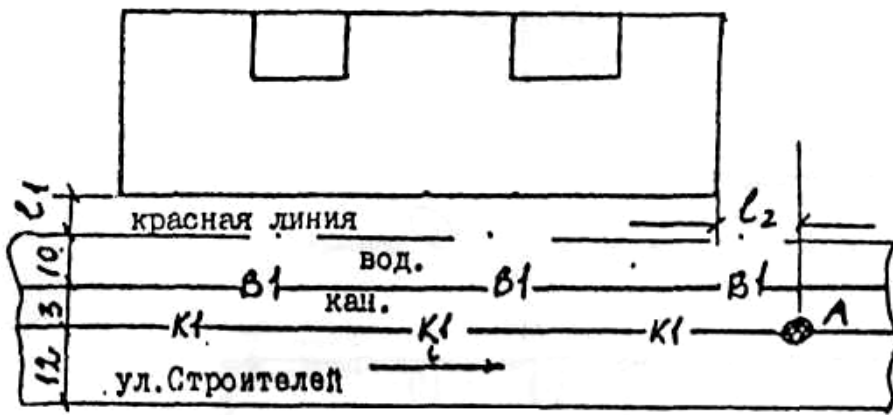 l1
красная линия
l2
10
вод.
В1 В1 В1
3
кан.
К1 К1 К1 А
i
12
ул.Строителей